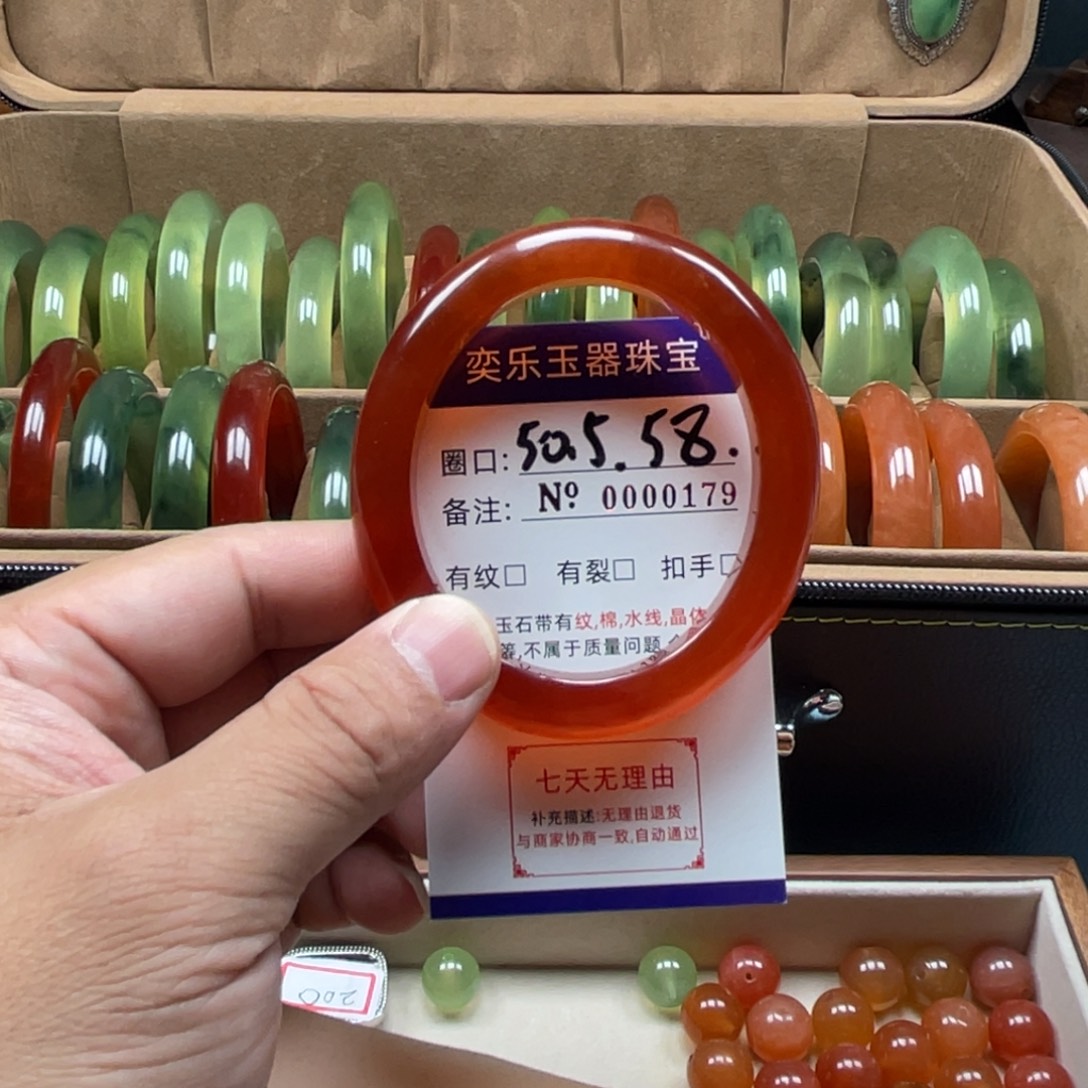 奕乐玉器珠宝
圈口: 50.5.58.
备注: Nº 0000179
有纹□ 有裂□ 扣手□
玉石带有纹,棉,水线,晶体
等,不属于质量问题
七天无理由
补充描述:无理由退货
与商家协商一致,自动通过
200